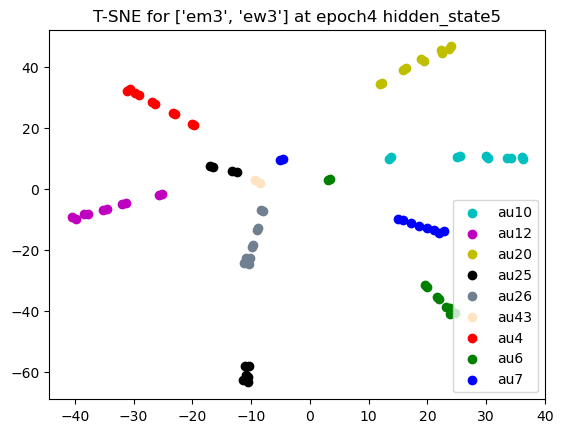 T-SNE for ['em3', 'ew3'] at epoch4 hidden_state5
40
20
0
−20
−40
−60
−40
−30
−20
−10
0
10
20
30
40
au10
au12
au20
au25
au26
au43
au4
au6
au7